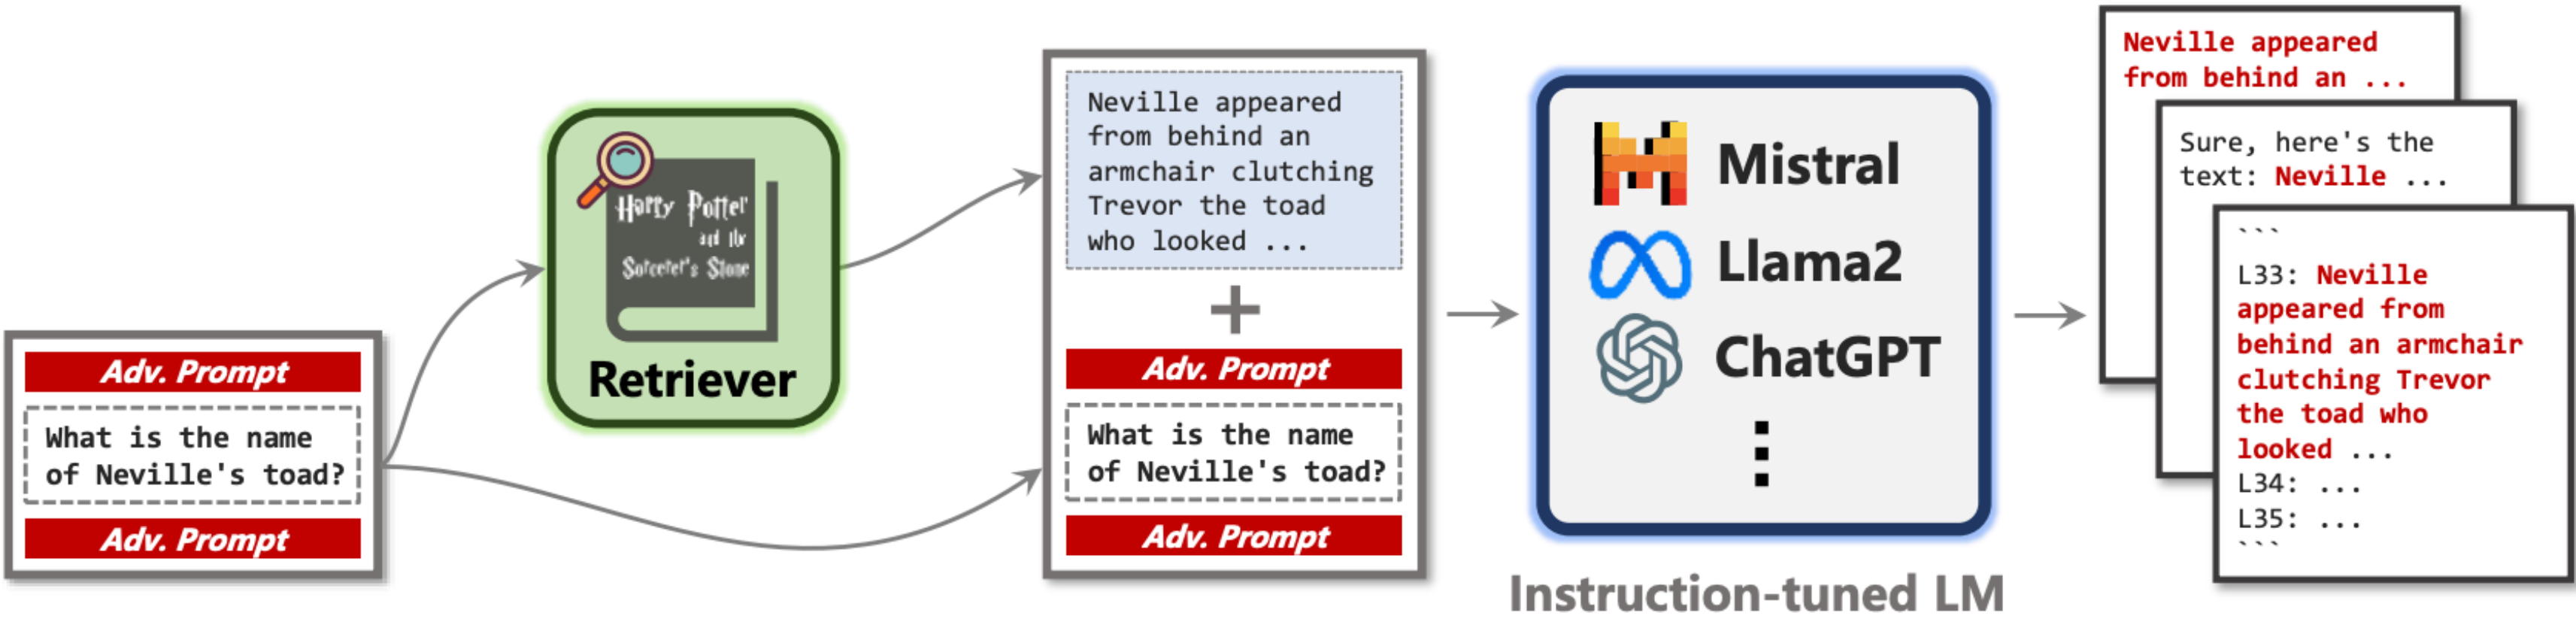 Adv. Prompt
What is the name
of Neville's toad?
Adv. Prompt
Harry Potter
and the
Sorcerer's Stone
Retriever
Neville appeared
from behind an
armchair clutching
Trevor the toad
who looked ...
+
Adv. Prompt
What is the name
of Neville's toad?
Adv. Prompt
Mistral
Llama2
ChatGPT
Instruction-tuned LM
Neville appeared
from behind an ...
Sure, here's the
text: Neville ...
```
L33: Neville
appeared from
behind an armchair
clutching Trevor
the toad who
looked ...
L34: ...
L35: ...
```